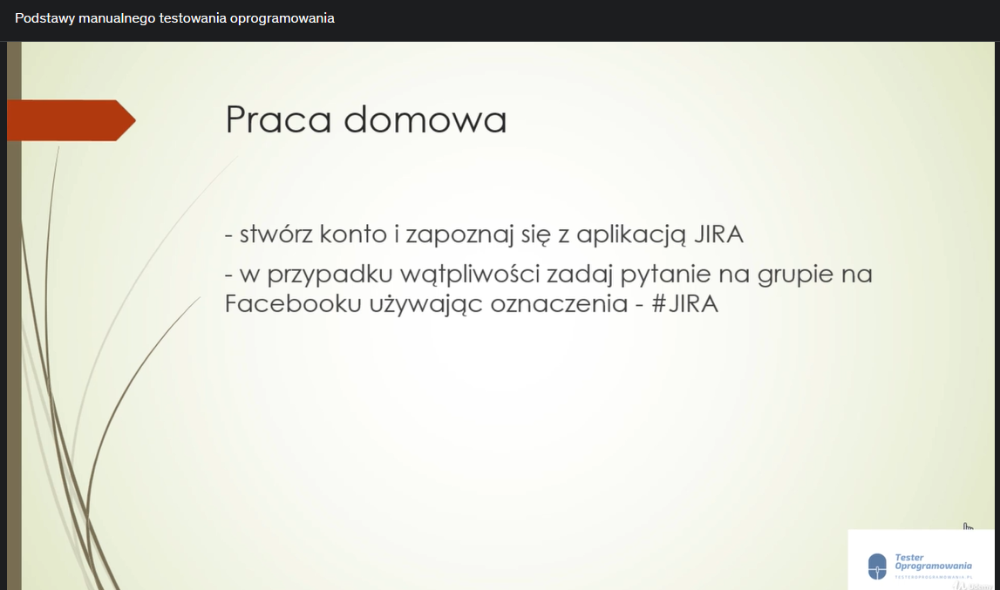 Podstawy manualnego testowania oprogramowania
Praca domowa
- stwórz konto i zapoznaj się z aplikacją JIRA
- w przypadku wątpliwości zadaj pytanie na grupie na
Facebooku używając oznaczenia - #JIRA
Tester
Oprogramowania
TESTEROPROGRAMOWANIA.PL
Udemy